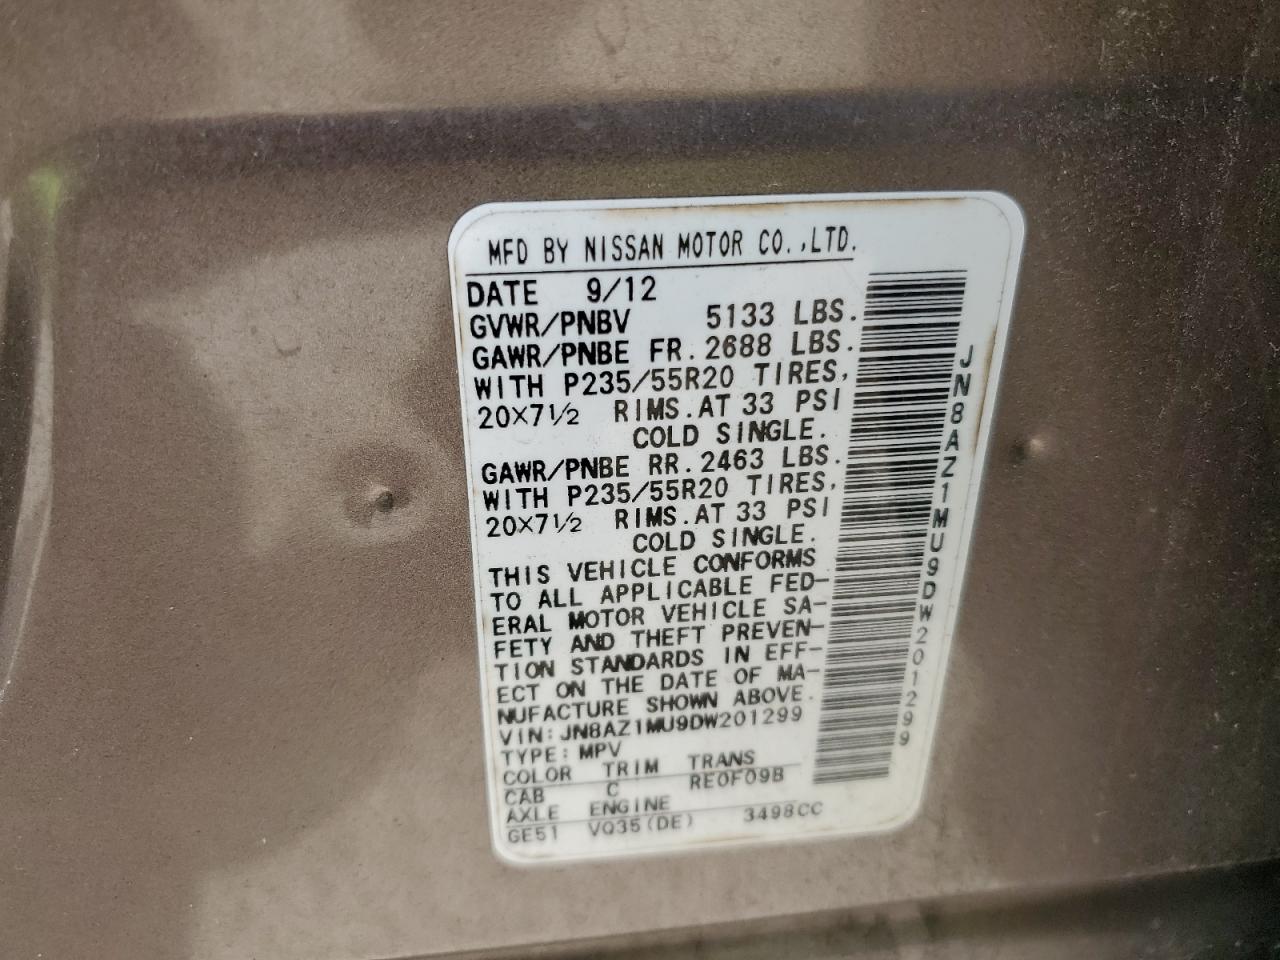 MFD BY NISSAN MOTOR CO.,LTD.
DATE 9/12
GVWR/PNBV 5133 LBS.
GAWR/PNBE FR. 2688 LBS.
WITH P235/55R20 TIRES,
20×7½ RIMS.AT 33 PSI
COLD SINGLE.
GAWR/PNBE RR. 2463 LBS.
WITH P235/55R20 TIRES,
20×7½ RIMS.AT 33 PSI
COLD SINGLE.
THIS VEHICLE CONFORMS
TO ALL APPLICABLE FED-
ERAL MOTOR VEHICLE SA-
FETY AND THEFT PREVEN-
TION STANDARDS IN EFF-
ECT ON THE DATE OF MA-
NUFACTURE SHOWN ABOVE.
VIN: JN8AZ1MU9DW201299
TYPE: MPV
COLOR TRIM TRANS
CAB C RE0F09B
AXLE ENGINE
GE51 VQ35(DE) 3498CC
JN8AZ1MU9DW201299